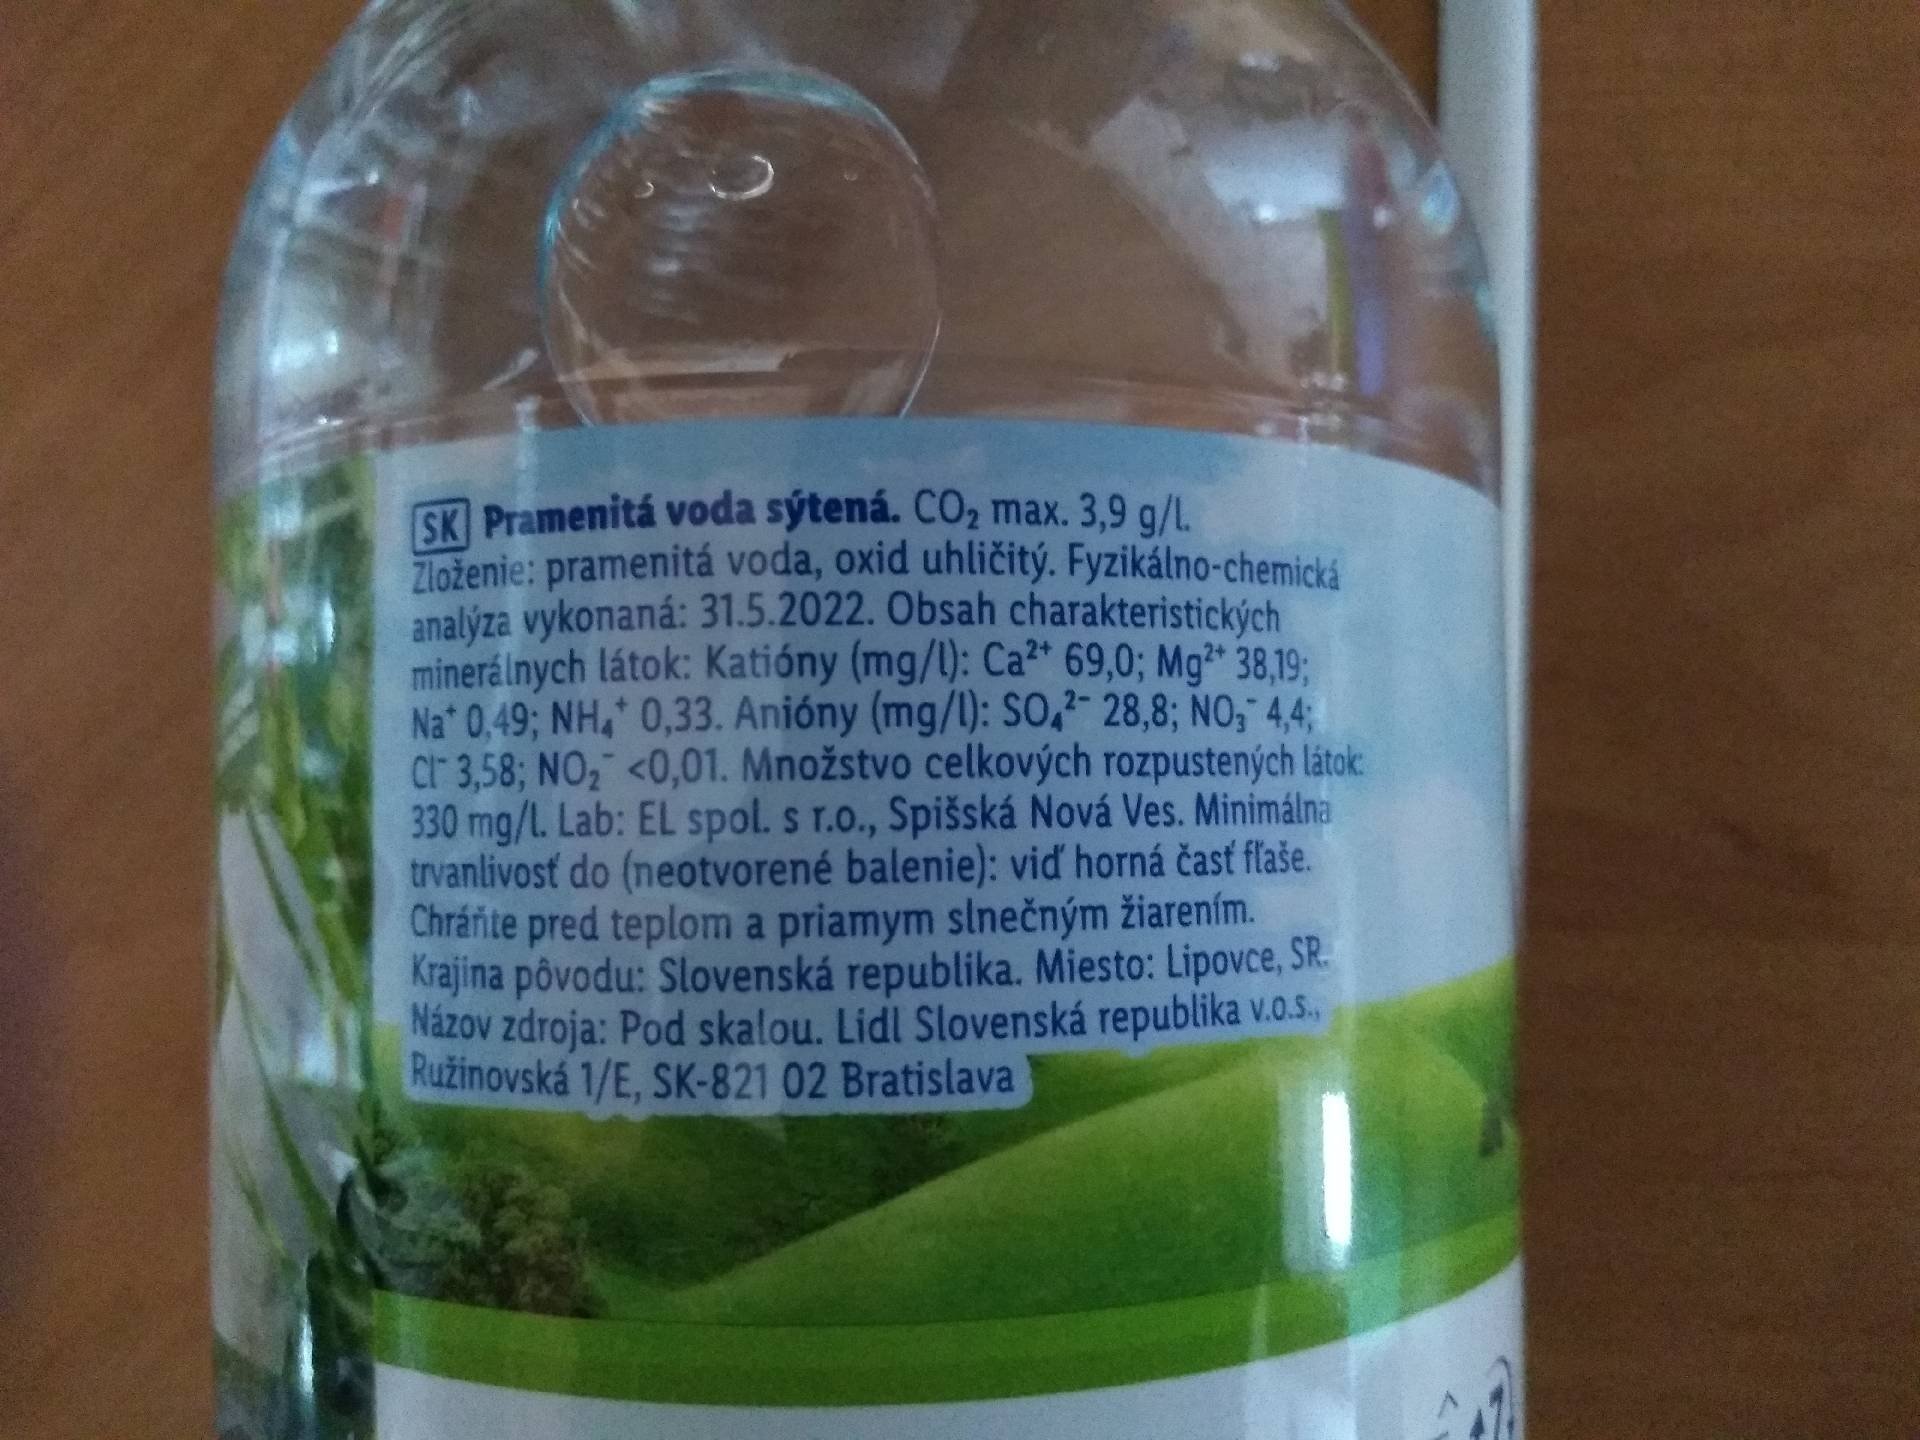 SK Pramenitá voda sýtená. CO₂ max. 3,9 g/l.
Zloženie: pramenitá voda, oxid uhličitý. Fyzikálno-chemická
analýza vykonaná: 31.5.2022. Obsah charakteristických
minerálnych látok: Katióny (mg/l): Ca²⁺ 69,0; Mg²⁺ 38,19;
Na⁺ 0,49; NH₄⁺ 0,33. Anióny (mg/l): SO₄²⁻ 28,8; NO₃⁻ 4,4;
Cl⁻ 3,58; NO₂⁻ <0,01. Množstvo celkových rozpustených látok:
330 mg/l. Lab: EL spol. s r.o., Spišská Nová Ves. Minimálna
trvanlivosť do (neotvorené balenie): viď horná časť fľaše.
Chráňte pred teplom a priamym slnečným žiarením.
Krajina pôvodu: Slovenská republika. Miesto: Lipovce, SR.
Názov zdroja: Pod skalou. Lidl Slovenská republika v.o.s.,
Ružinovská 1/E, SK-821 02 Bratislava